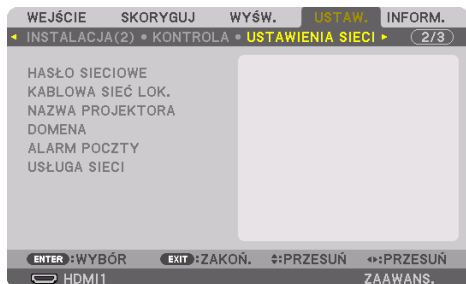 WEJŚCIE SKORYGUJ WYŚW. USTAW. INFORM.
INSTALACJA(2) • KONTROLA • USTAWIENIA SIECI 2/3
HASŁO SIECIOWE
KABLOWA SIEĆ LOK.
NAZWA PROJEKTORA
DOMENA
ALARM POCZTY
USŁUGA SIECI
ENTER :WYBÓR EXIT :ZAKOŃ. :PRZESUŃ :PRZESUŃ
HDMI1 ZAAWANS.